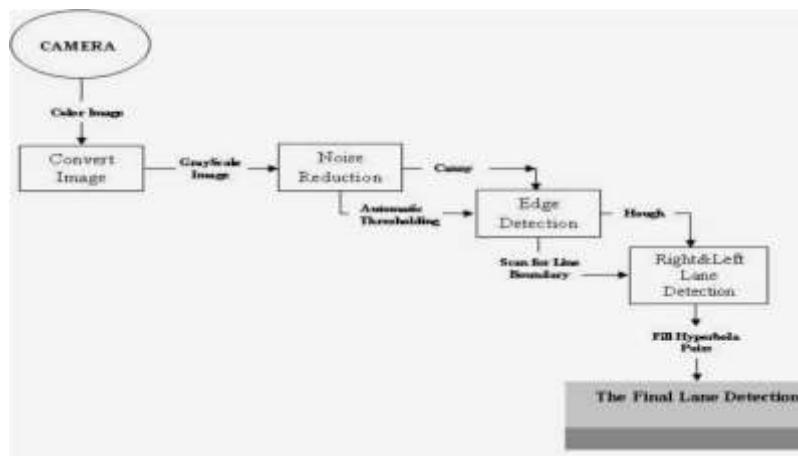 CAMERA
Color Image
Convert
Image
GrayScale
Image
Noise
Reduction
Canny
Automatic
Thresholding
Edge
Detection
Hough
Scan for Line
Boundary
Right&Left
Lane
Detection
Fill Hyperbola
Point
The Final Lane Detection